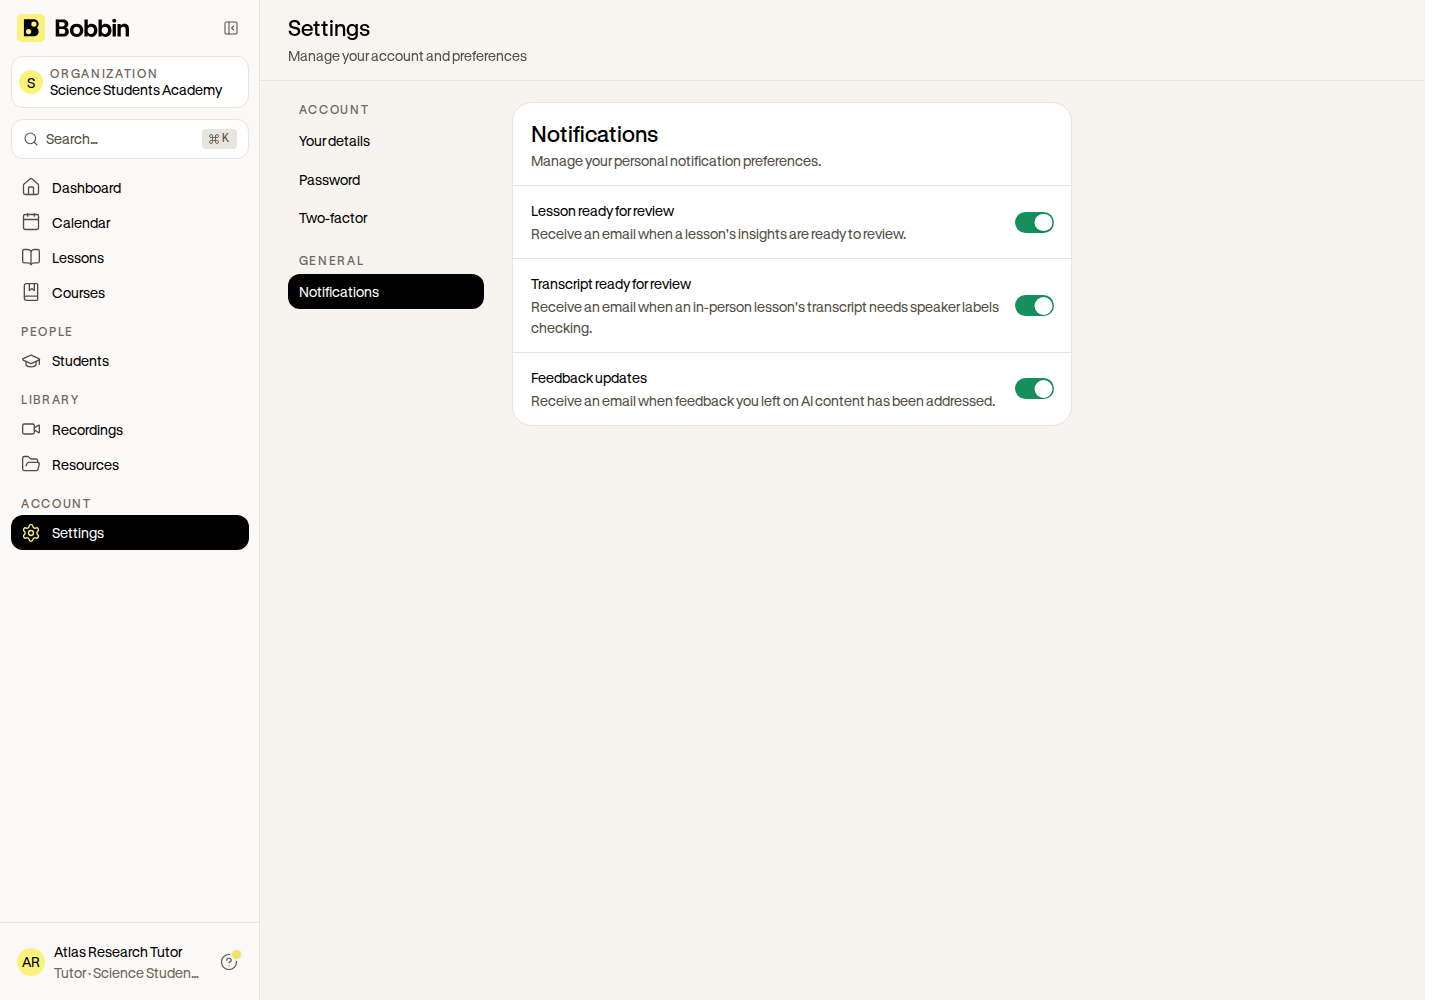 Bobbin
S
ORGANIZATION
Science Students Academy
Search...
⌘ K
Dashboard
Calendar
Lessons
Courses
PEOPLE
Students
LIBRARY
Recordings
Resources
ACCOUNT
Settings
AR
Atlas Research Tutor
Tutor · Science Studen...
Settings
Manage your account and preferences
ACCOUNT
Your details
Password
Two-factor
GENERAL
Notifications
Notifications
Manage your personal notification preferences.
Lesson ready for review
Receive an email when a lesson's insights are ready to review.
Transcript ready for review
Receive an email when an in-person lesson's transcript needs speaker labels
checking.
Feedback updates
Receive an email when feedback you left on AI content has been addressed.